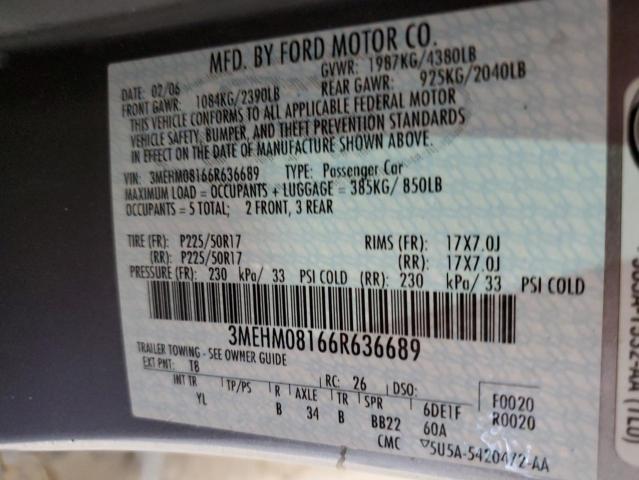 MFD. BY FORD MOTOR CO.
DATE: 02/06 GVWR: 1987KG/4380LB
FRONT GAWR: 1084KG/2390LB REAR GAWR: 925KG/2040LB
THIS VEHICLE CONFORMS TO ALL APPLICABLE FEDERAL MOTOR
VEHICLE SAFETY, BUMPER, AND THEFT PREVENTION STANDARDS
IN EFFECT ON THE DATE OF MANUFACTURE SHOWN ABOVE.
VIN: 3MEHM08166R636689 TYPE: Passenger Car
MAXIMUM LOAD = OCCUPANTS + LUGGAGE = 385KG/ 850LB
OCCUPANTS = 5 TOTAL; 2 FRONT, 3 REAR
TIRE (FR): P225/50R17 RIMS (FR): 17X7.0J
(RR): P225/50R17 (RR): 17X7.0J
PRESSURE (FR): 230 kPa/ 33 PSI COLD (RR): 230 kPa/ 33 PSI COLD
3MEHM08166R636689
TRAILER TOWING - SEE OWNER GUIDE
EXT PNT: T8 RC: 26 DSO:
INT TR TP/PS R AXLE TR SPR 6DE1F F0020
YL B 34 B BB22 60A R0020
CMC ▽5U5A-5420472-AA